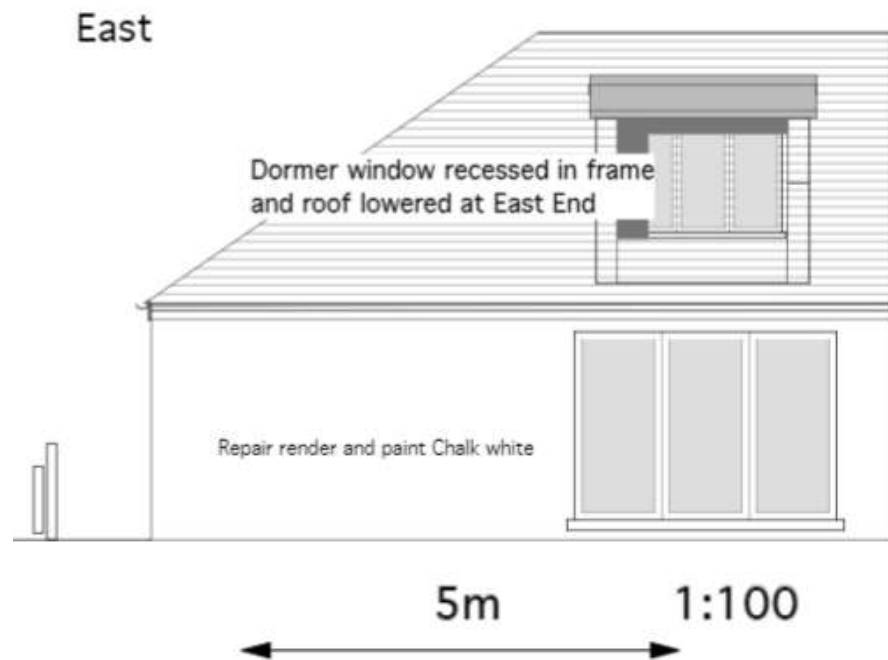 East
Dormer window recessed in frame
and roof lowered at East End
Repair render and paint Chalk white
5m 1:100